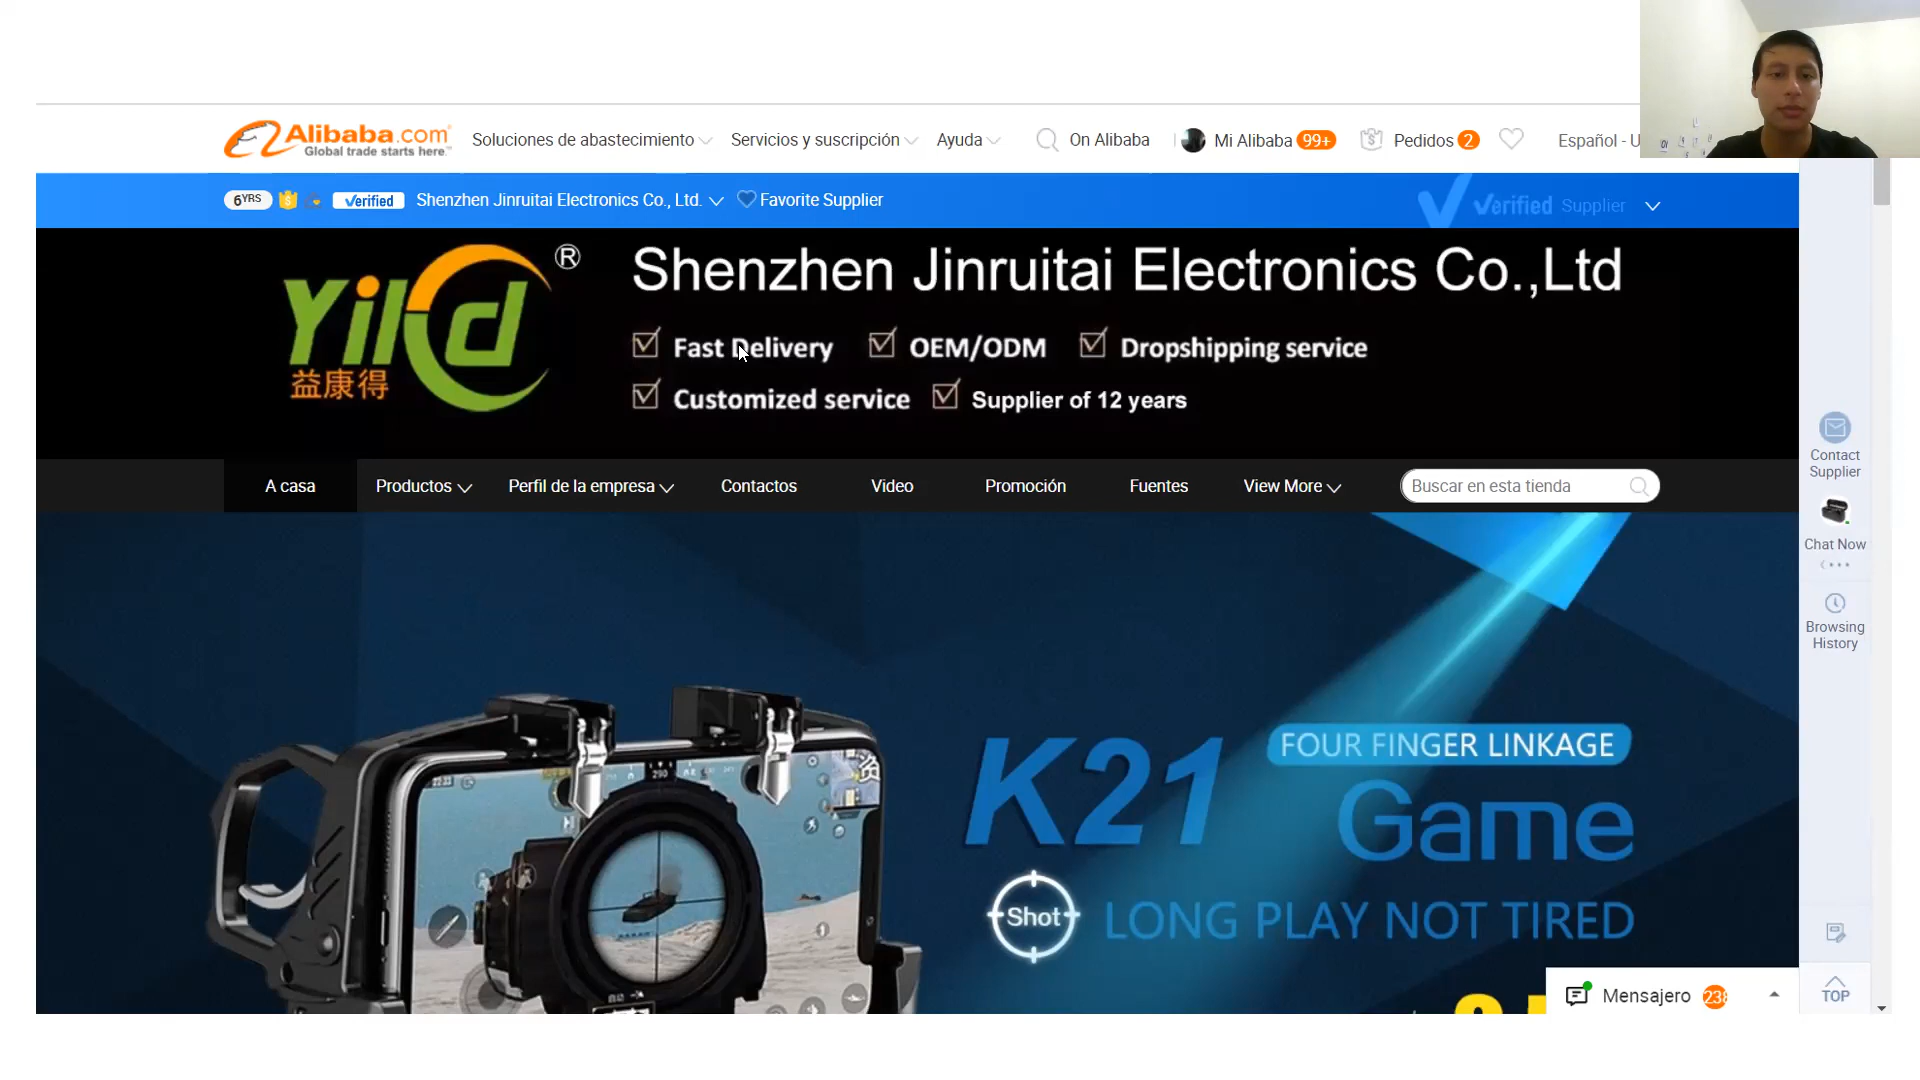 Alibaba.com
Global trade starts here.™
Soluciones de abastecimiento
Servicios y suscripción
Ayuda
On Alibaba
Mi Alibaba 99+
Pedidos 2
Español - U
6YRS
Verified
Shenzhen Jinruitai Electronics Co., Ltd.
Favorite Supplier
Verified Supplier
Yikd ®
益康得
Shenzhen Jinruitai Electronics Co.,Ltd
Fast Delivery
OEM/ODM
Dropshipping service
Customized service
Supplier of 12 years
A casa
Productos
Perfil de la empresa
Contactos
Video
Promoción
Fuentes
View More
Buscar en esta tienda
Contact
Supplier
Chat Now
Browsing
History
K21
FOUR FINGER LINKAGE
Game
Shot
LONG PLAY NOT TIRED
290
Mensajero
TOP